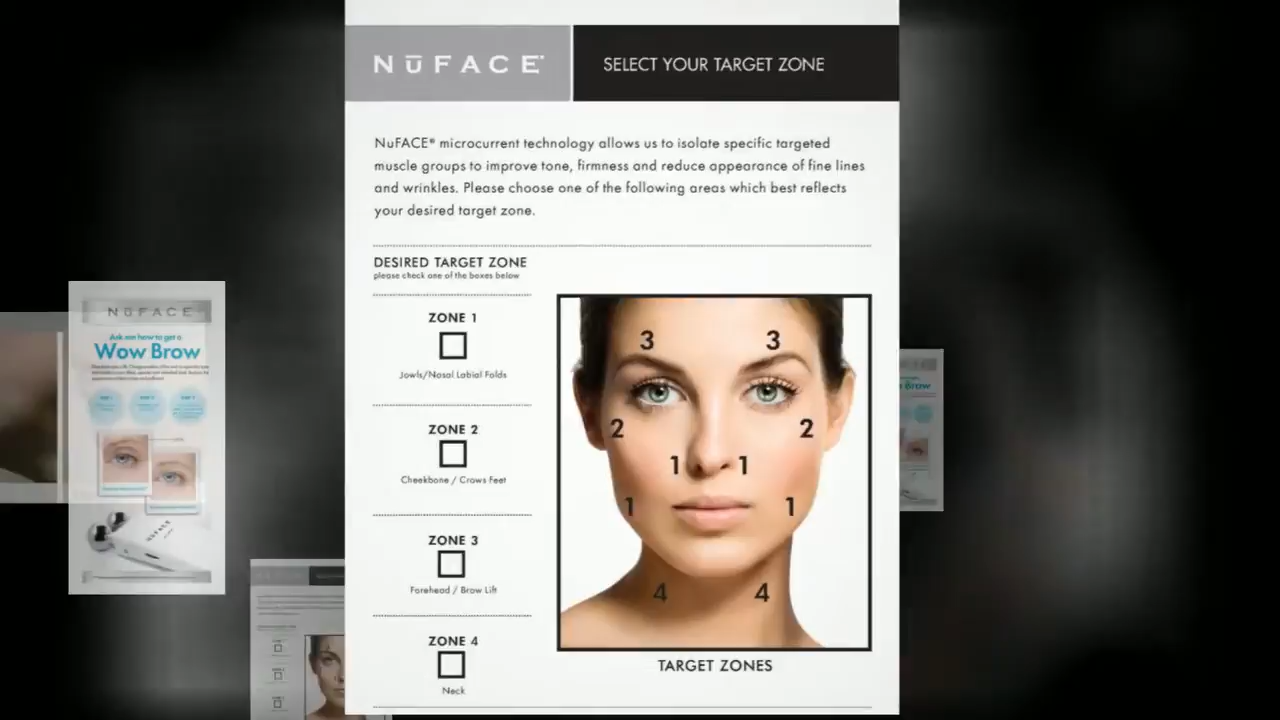 NūFACE®
SELECT YOUR TARGET ZONE
NuFACE® microcurrent technology allows us to isolate specific targeted
muscle groups to improve tone, firmness and reduce appearance of fine lines
and wrinkles. Please choose one of the following areas which best reflects
your desired target zone.
DESIRED TARGET ZONE
please check one of the boxes below
ZONE 1
Jowls/Nasal Labial Folds
ZONE 2
Cheekbone / Crows Feet
ZONE 3
Forehead / Brow Lift
ZONE 4
Neck
3 3
2 2
1 1
1 1
4 4
TARGET ZONES
NūFACE
Ask me how to get a
Wow Brow
NūFACE